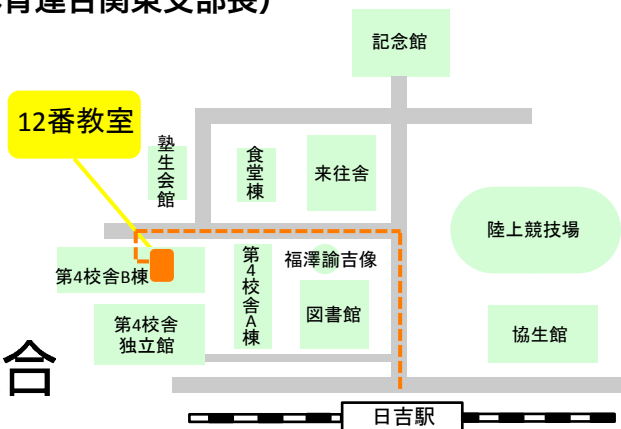 育連合関東支部長）
記念館
12番教室
塾生会館
食堂棟
来往舎
陸上競技場
第4校舎B棟
第4校舎A棟
福澤諭吉像
図書館
第4校舎
独立館
協生館
合
日吉駅